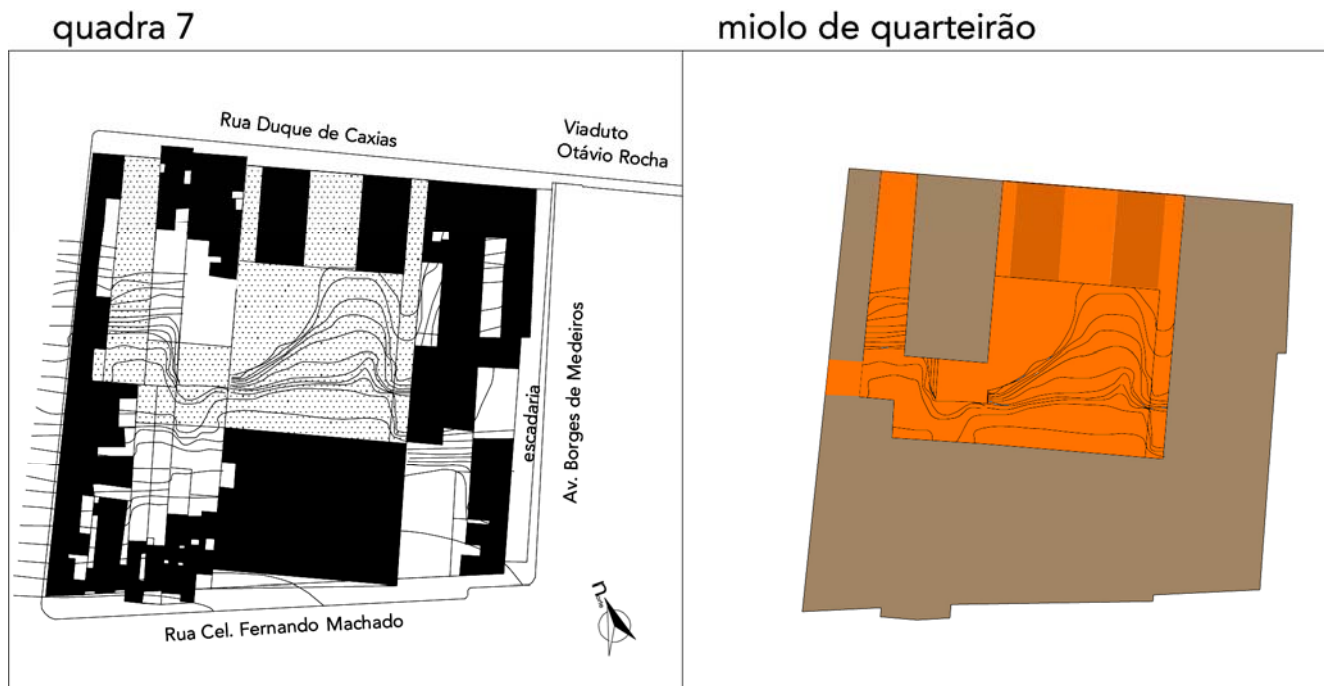 quadra 7
miolo de quarteirão
Rua Duque de Caxias
Viaduto
Otávio Rocha
escadaria
Av. Borges de Medeiros
Rua Cel. Fernando Machado
n